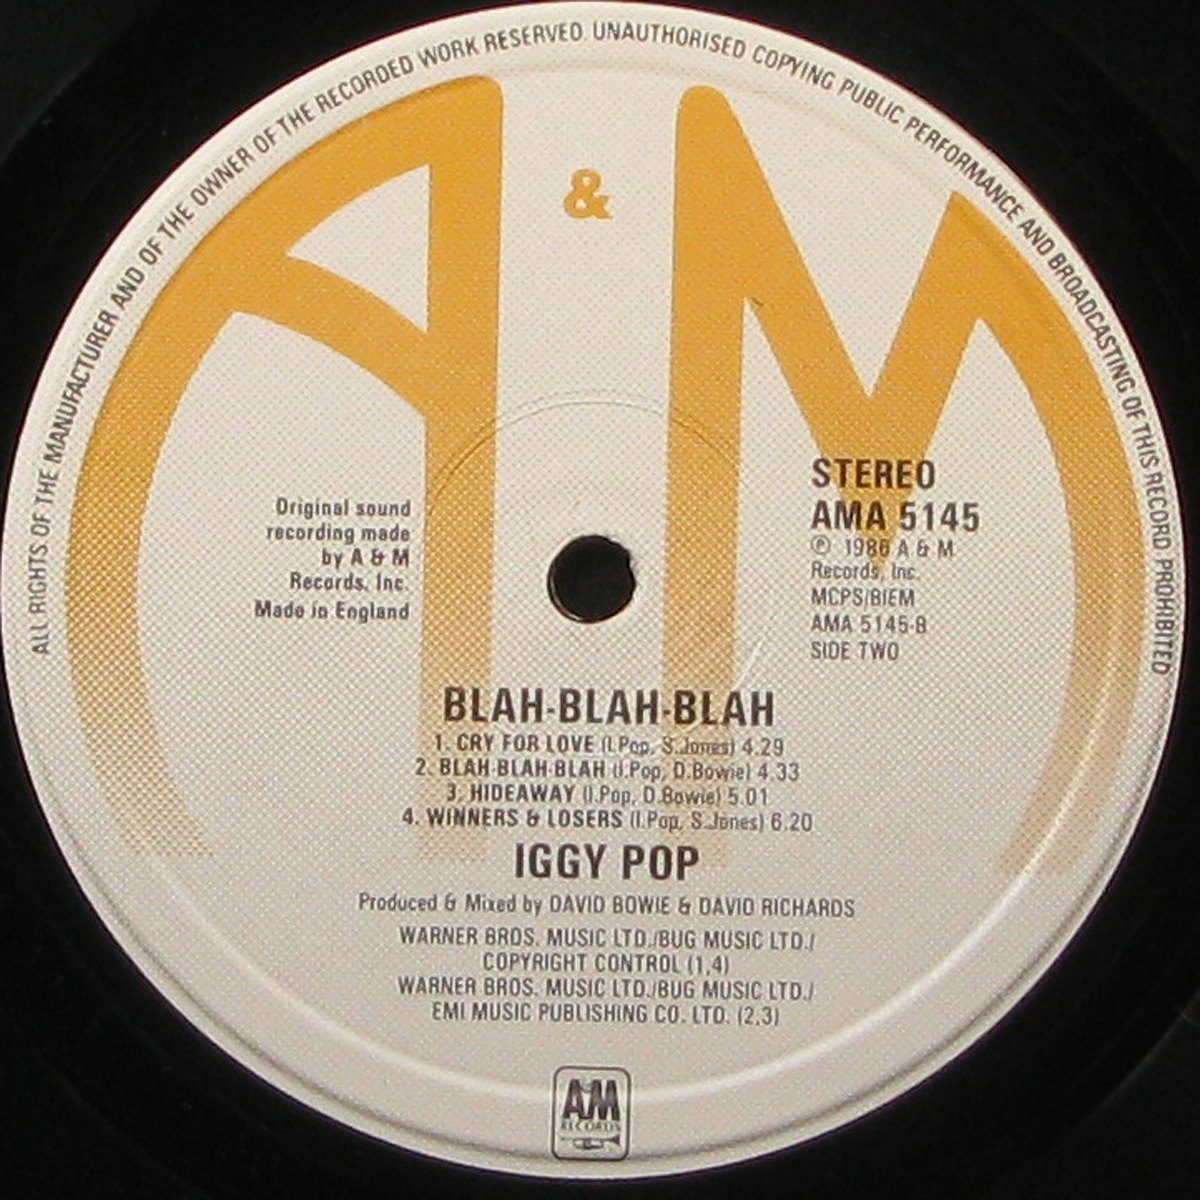 ALL RIGHTS OF THE MANUFACTURER AND OF THE OWNER OF THE RECORDED WORK RESERVED UNAUTHORISED COPYING PUBLIC PERFORMANCE AND BROADCASTING OF THIS RECORD PROHIBITED
A & M
Original sound
recording made
by A & M
Records, Inc.
Made in England
STEREO
AMA 5145
℗ 1986 A & M
Records, Inc.
MCPS/BIEM
AMA 5145-B
SIDE TWO
BLAH-BLAH-BLAH
1. CRY FOR LOVE (I.Pop, S.Jones) 4.29
2. BLAH-BLAH-BLAH (I.Pop, D.Bowie) 4.33
3. HIDEAWAY (I.Pop, D.Bowie) 5.01
4. WINNERS & LOSERS (I.Pop, S.Jones) 6.20
IGGY POP
Produced & Mixed by DAVID BOWIE & DAVID RICHARDS
WARNER BROS. MUSIC LTD./BUG MUSIC LTD./
COPYRIGHT CONTROL (1,4)
WARNER BROS. MUSIC LTD./BUG MUSIC LTD./
EMI MUSIC PUBLISHING CO. LTD. (2,3)
A&M
RECORDS